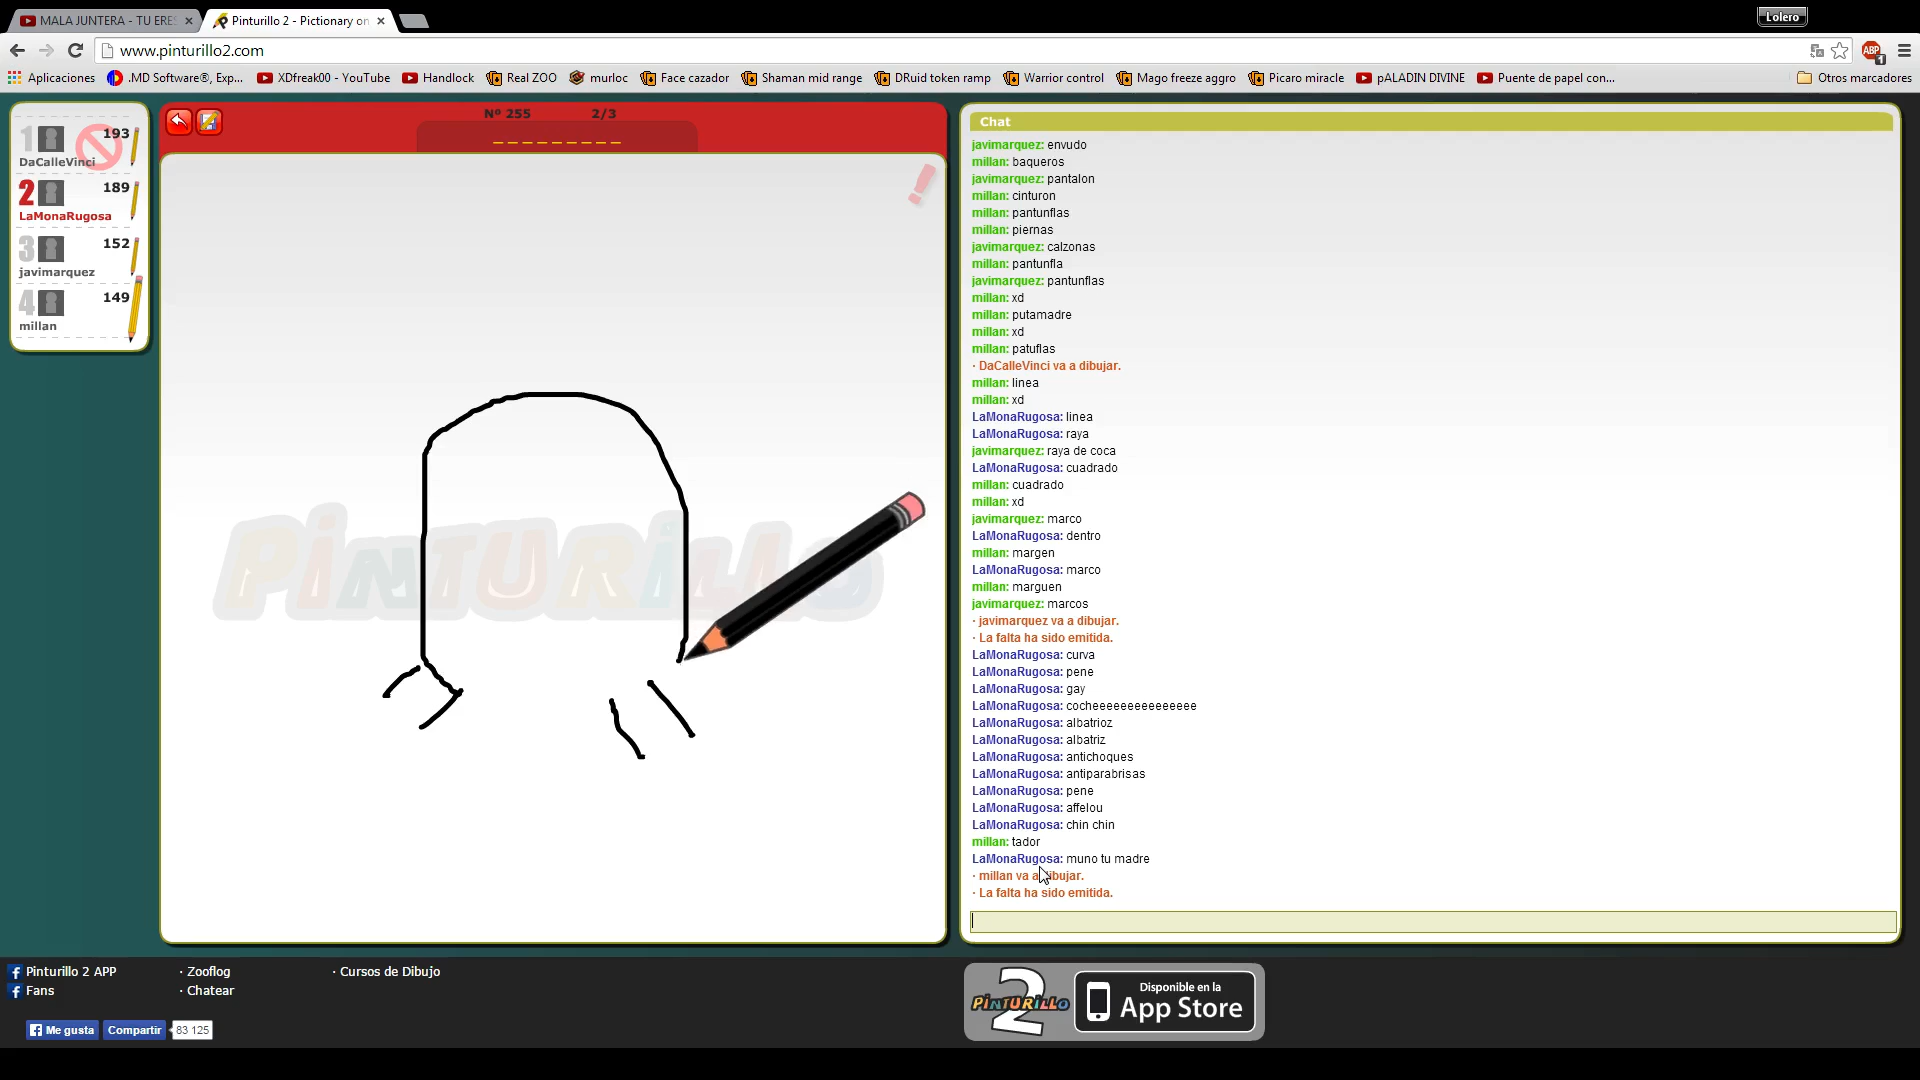 MALA JUNTERA - TU ERES
Pinturillo 2 - Pictionary on
Lolero
www.pinturillo2.com
ABP
1
Aplicaciones
.MD Software®, Exp...
XDfreak00 - YouTube
Handlock
Real ZOO
murloc
Face cazador
Shaman mid range
DRuid token ramp
Warrior control
Mago freeze aggro
Picaro miracle
pALADIN DIVINE
Puente de papel con...
Otros marcadores
1 193
DaCalleVinci
2 189
LaMonaRugosa
3 152
javimarquez
4 149
millan
Nº 255 2/3
_ _ _ _ _ _ _ _ _
!
PiNTURiLLO
Chat
javimarquez: envudo
millan: baqueros
javimarquez: pantalon
millan: cinturon
millan: pantunflas
millan: piernas
javimarquez: calzonas
millan: pantunfla
javimarquez: pantunflas
millan: xd
millan: putamadre
millan: xd
millan: patuflas
· DaCalleVinci va a dibujar.
millan: linea
millan: xd
LaMonaRugosa: linea
LaMonaRugosa: raya
javimarquez: raya de coca
LaMonaRugosa: cuadrado
millan: cuadrado
millan: xd
javimarquez: marco
LaMonaRugosa: dentro
millan: margen
LaMonaRugosa: marco
millan: marguen
javimarquez: marcos
· javimarquez va a dibujar.
· La falta ha sido emitida.
LaMonaRugosa: curva
LaMonaRugosa: pene
LaMonaRugosa: gay
LaMonaRugosa: cocheeeeeeeeeeeeeee
LaMonaRugosa: albatrioz
LaMonaRugosa: albatriz
LaMonaRugosa: antichoques
LaMonaRugosa: antiparabrisas
LaMonaRugosa: pene
LaMonaRugosa: affelou
LaMonaRugosa: chin chin
millan: tador
LaMonaRugosa: muno tu madre
· millan va a dibujar.
· La falta ha sido emitida.
Pinturillo 2 APP
Fans
· Zooflog
· Chatear
· Cursos de Dibujo
Me gusta
Compartir
83 125
PiNTURiLLO
2
Disponible en la
App Store